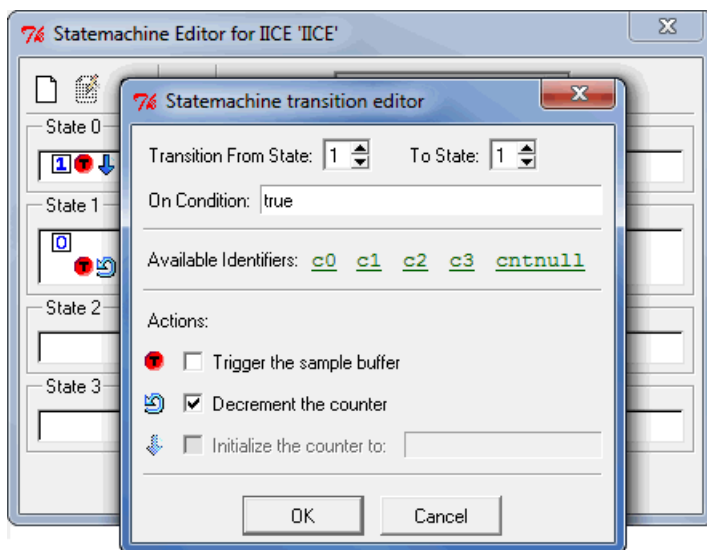 Statemachine Editor for IICE 'IICE'
Statemachine transition editor
State 0
1 T
State 1
0
T
State 2
State 3
Transition From State: 1 To State: 1
On Condition: true
Available Identifiers: c0 c1 c2 c3 cntnull
Actions:
T Trigger the sample buffer
Decrement the counter
Initialize the counter to:
OK Cancel